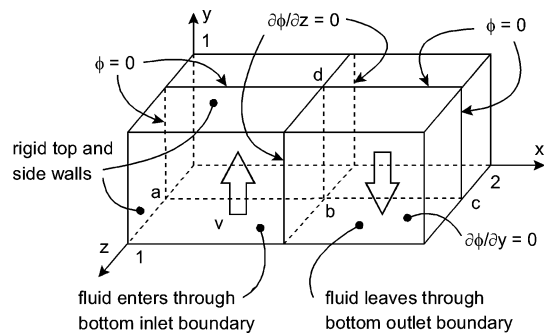 y
1
∂ϕ/∂z = 0
ϕ = 0
ϕ = 0
d
rigid top and
side walls
x
2
a
b
c
v
z
1
∂ϕ/∂y = 0
fluid enters through
bottom inlet boundary
fluid leaves through
bottom outlet boundary